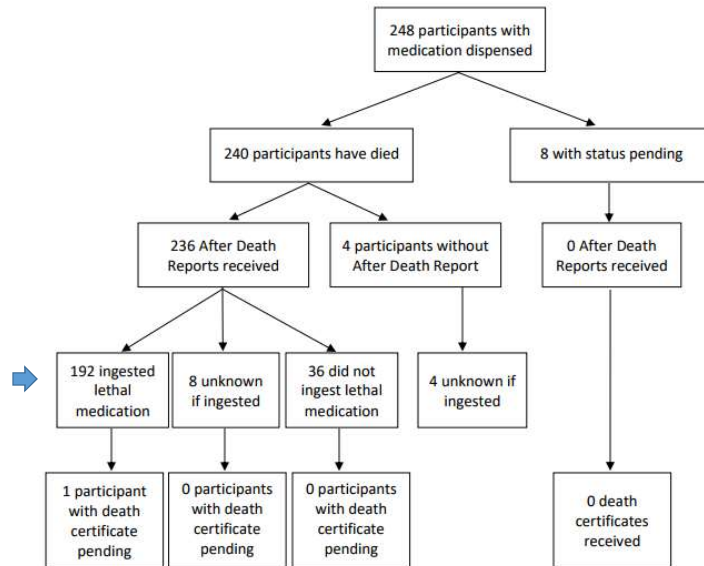 248 participants with
medication dispensed
240 participants have died
8 with status pending
236 After Death
Reports received
4 participants without
After Death Report
0 After Death
Reports received
192 ingested
lethal
medication
8 unknown
if ingested
36 did not
ingest lethal
medication
4 unknown if
ingested
1 participant
with death
certificate
pending
0 participants
with death
certificate
pending
0 participants
with death
certificate
pending
0 death
certificates
received